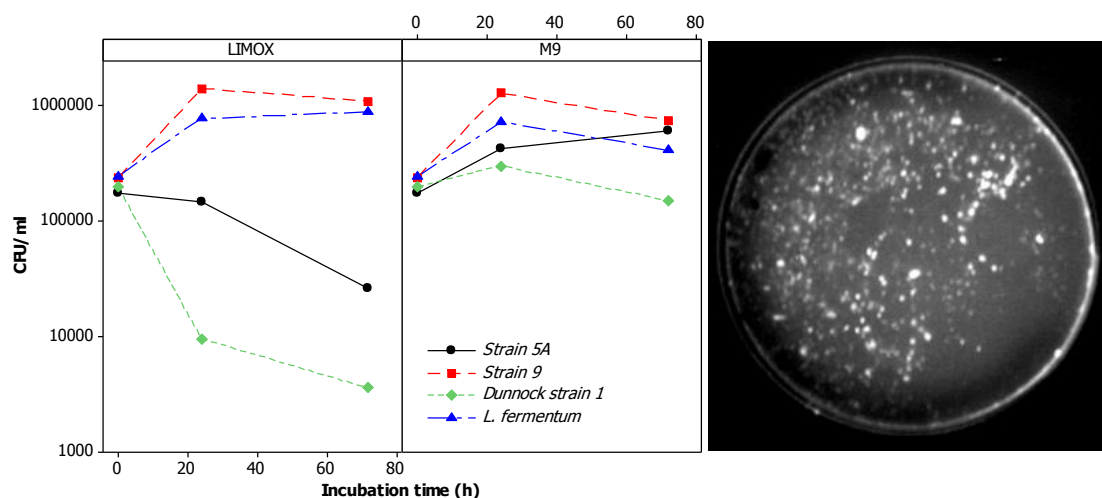 0 20 40 60 80
LIMOX M9
1000000
100000
10000
1000
CFU/ ml
Strain 5A
Strain 9
Dunnock strain 1
L. fermentum
0 20 40 60 80
Incubation time (h)